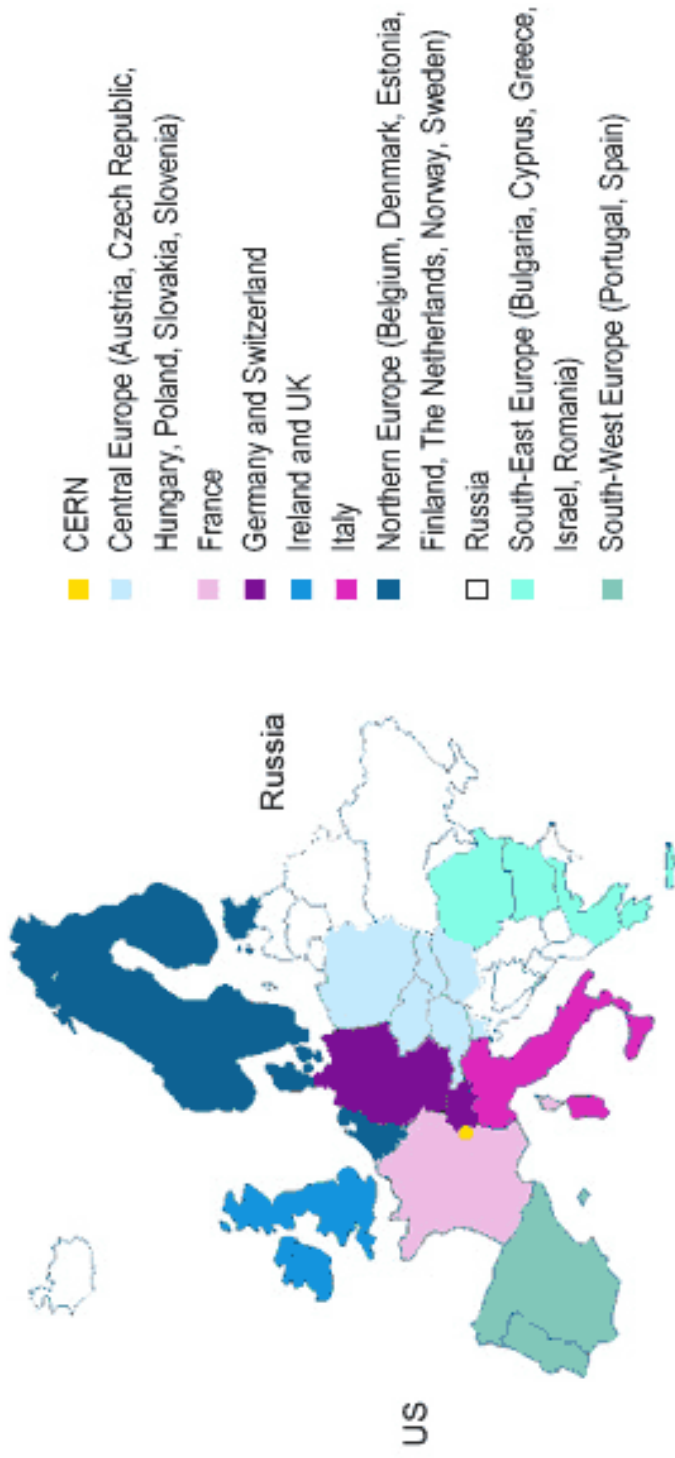 Russia
US
CERN
Central Europe (Austria, Czech Republic,
Hungary, Poland, Slovakia, Slovenia)
France
Germany and Switzerland
Ireland and UK
Italy
Northern Europe (Belgium, Denmark, Estonia,
Finland, The Netherlands, Norway, Sweden)
Russia
South-East Europe (Bulgaria, Cyprus, Greece,
Israel, Romania)
South-West Europe (Portugal, Spain)